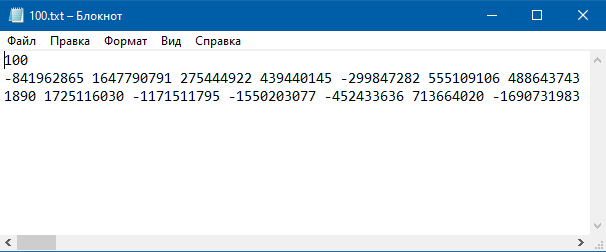 100.txt – Блокнот
Файл Правка Формат Вид Справка
100
-841962865 1647790791 275444922 439440145 -299847282 555109106 488643743
1890 1725116030 -1171511795 -1550203077 -452433636 713664020 -1690731983